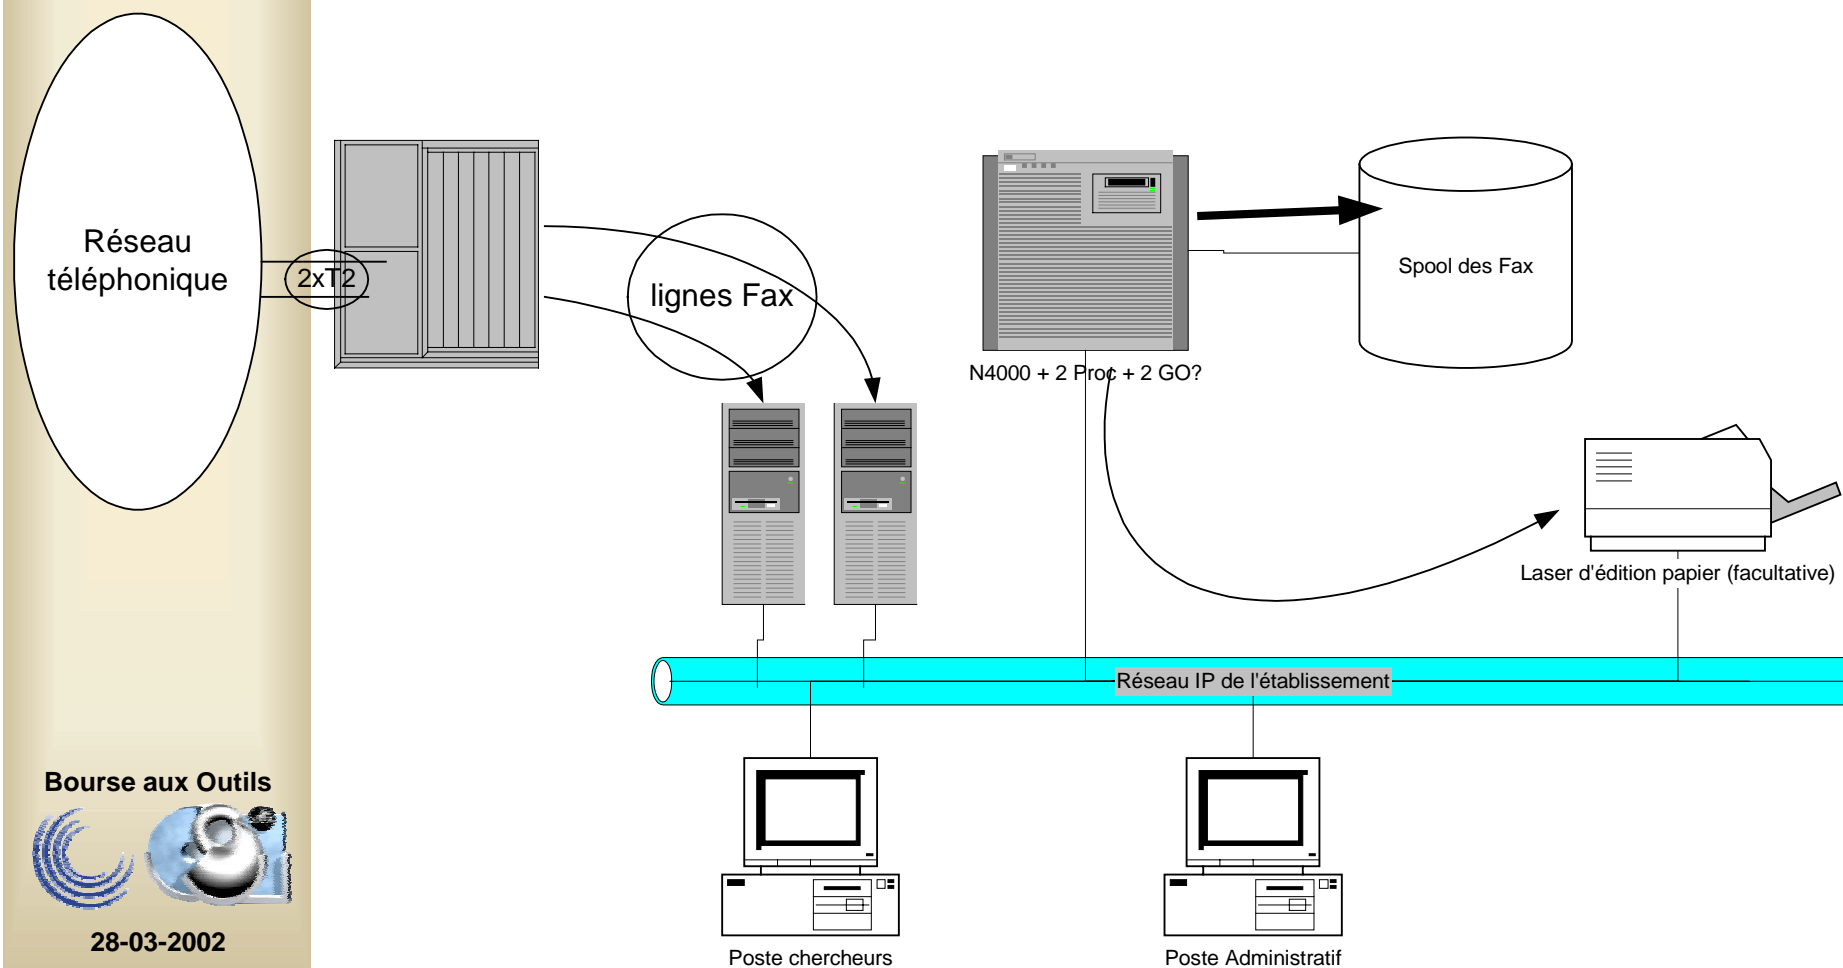 Réseau
téléphonique
2xT2
lignes Fax
N4000 + 2 Proc + 2 GO?
Spool des Fax
Laser d'édition papier (facultative)
Réseau IP de l'établissement
Bourse aux Outils
28-03-2002
Poste chercheurs
Poste Administratif